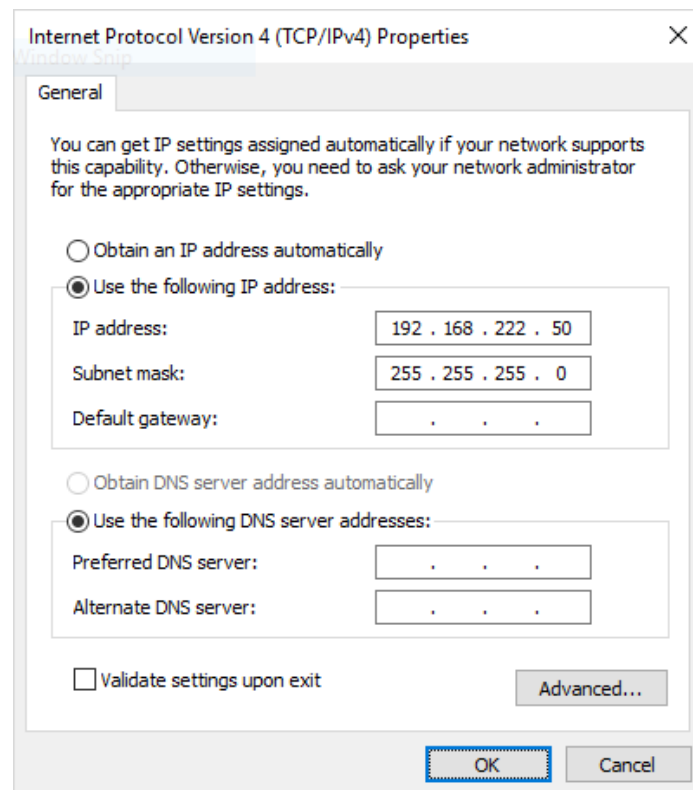 Internet Protocol Version 4 (TCP/IPv4) Properties
Window Snip
General
You can get IP settings assigned automatically if your network supports
this capability. Otherwise, you need to ask your network administrator
for the appropriate IP settings.
Obtain an IP address automatically
Use the following IP address:
IP address: 192 . 168 . 222 . 50
Subnet mask: 255 . 255 . 255 . 0
Default gateway: . . .
Obtain DNS server address automatically
Use the following DNS server addresses:
Preferred DNS server: . . .
Alternate DNS server: . . .
Validate settings upon exit
Advanced...
OK Cancel